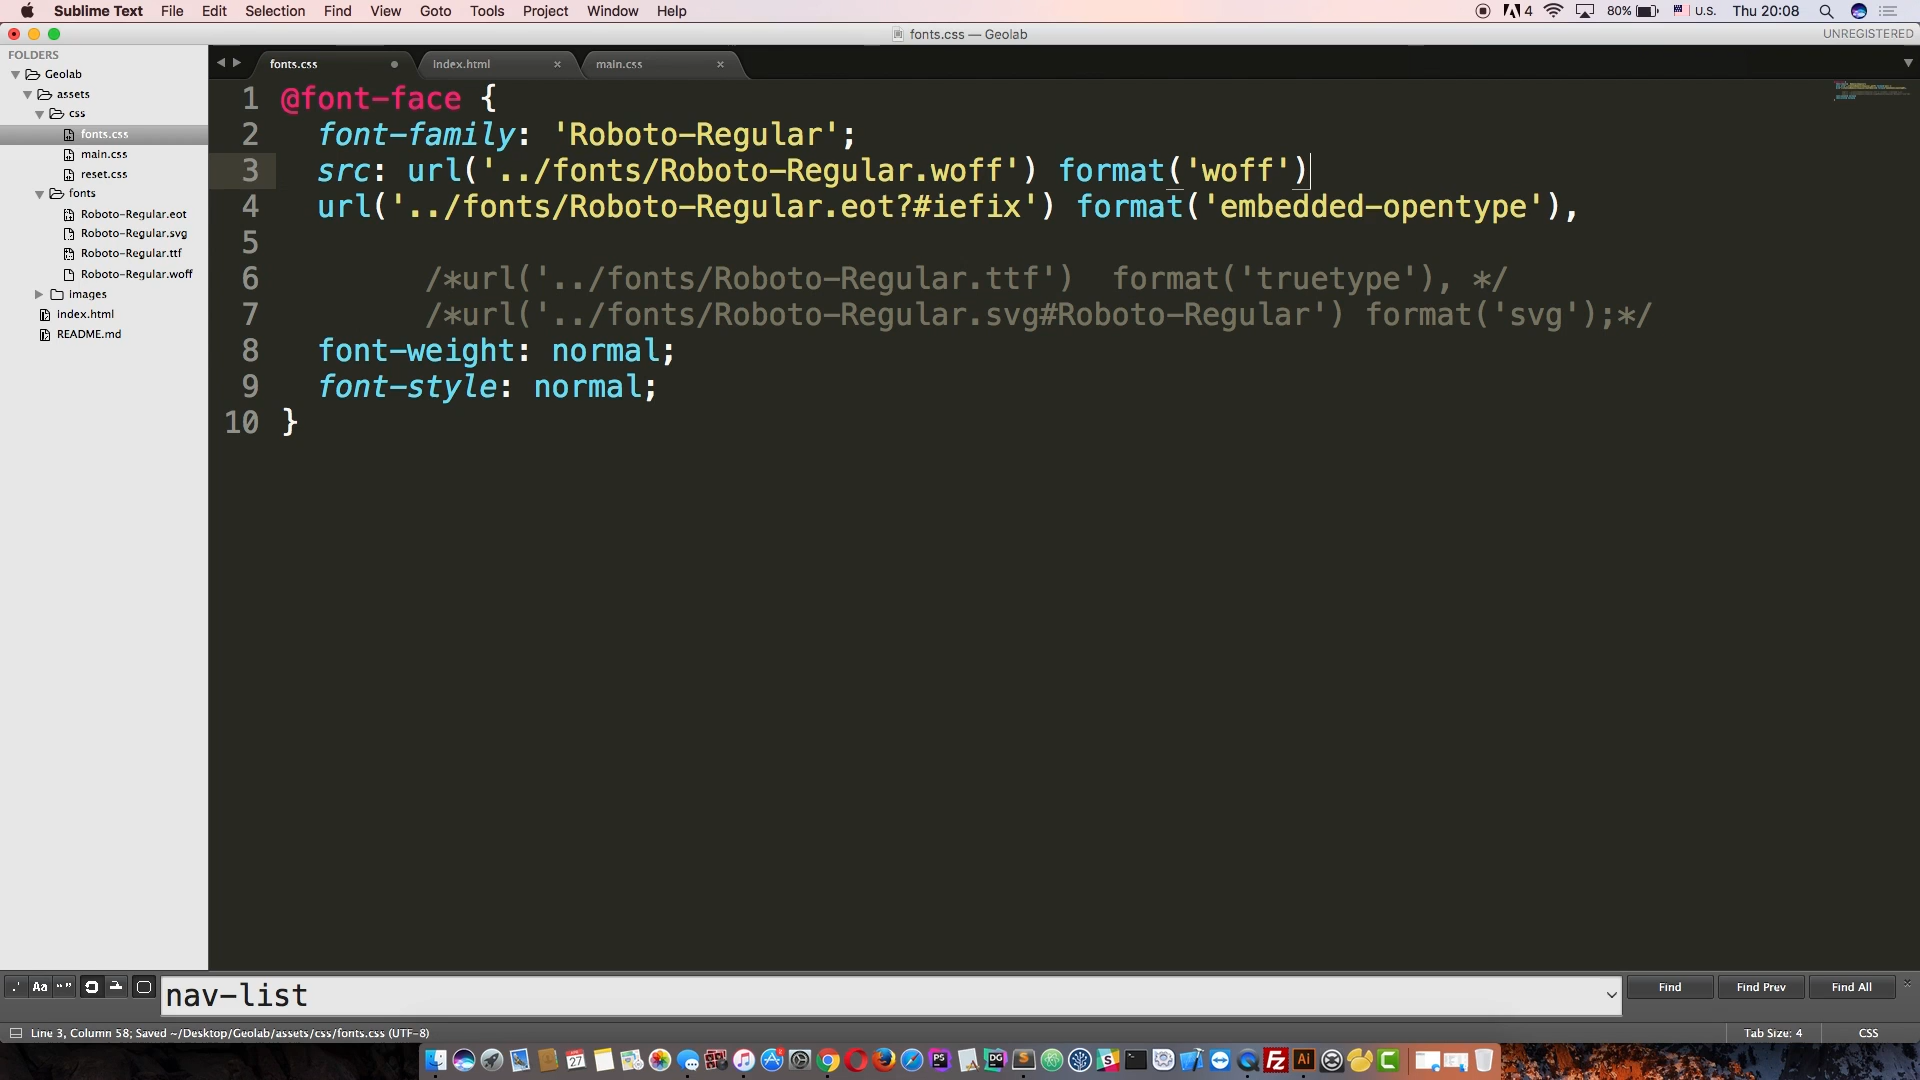 Sublime Text File Edit Selection Find View Goto Tools Project Window Help
4 80% U.S. Thu 20:08
fonts.css — Geolab
UNREGISTERED
FOLDERS
Geolab
assets
css
fonts.css
main.css
reset.css
fonts
Roboto-Regular.eot
Roboto-Regular.svg
Roboto-Regular.ttf
Roboto-Regular.woff
images
index.html
README.md
fonts.css index.html main.css
1 @font-face {
2 font-family: 'Roboto-Regular';
3 src: url('../fonts/Roboto-Regular.woff') format('woff')
4 url('../fonts/Roboto-Regular.eot?#iefix') format('embedded-opentype'),
5
6 /*url('../fonts/Roboto-Regular.ttf')  format('truetype'), */
7 /*url('../fonts/Roboto-Regular.svg#Roboto-Regular') format('svg');*/
8 font-weight: normal;
9 font-style: normal;
10 }
.* Aa “” nav-list Find Find Prev Find All
Line 3, Column 58; Saved ~/Desktop/Geolab/assets/css/fonts.css (UTF-8) Tab Size: 4 CSS
27 PS DG S S Fz Ai C